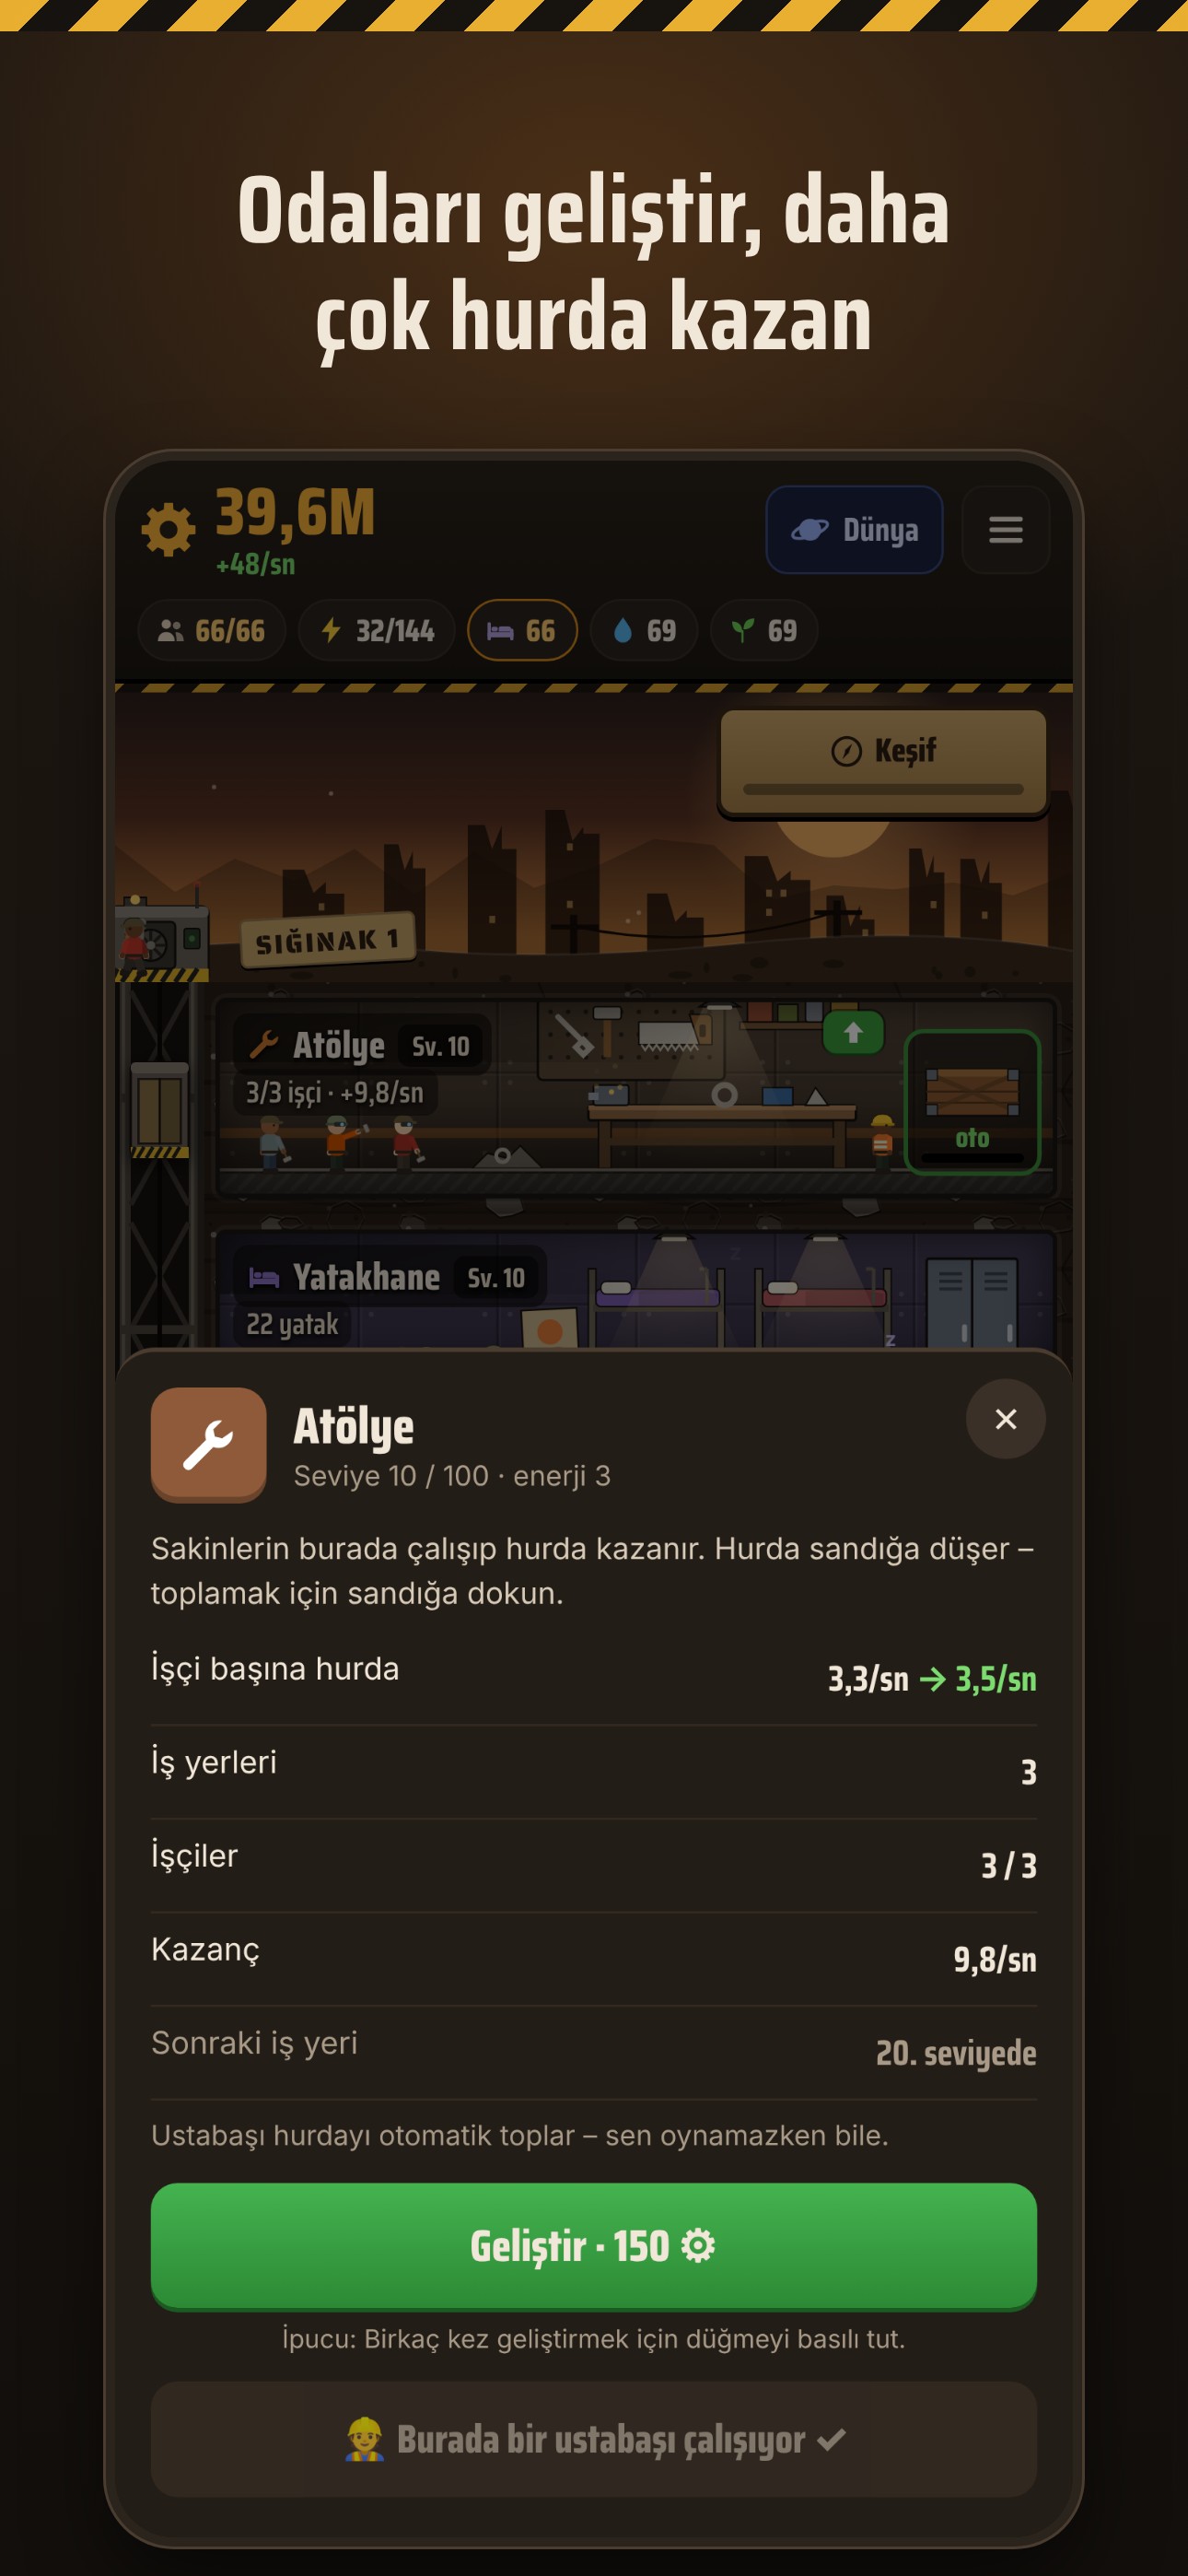 Odaları geliştir, daha
çok hurda kazan
39,6M
+48/sn
Dünya
66/66
32/144
66
69
69
Keşif
SIĞINAK 1
Atölye Sv. 10
3/3 işçi · +9,8/sn
oto
Yatakhane Sv. 10
22 yatak
z
z
Atölye
Seviye 10 / 100 · enerji 3
Sakinlerin burada çalışıp hurda kazanır. Hurda sandığa düşer –
toplamak için sandığa dokun.
İşçi başına hurda 3,3/sn → 3,5/sn
İş yerleri 3
İşçiler 3 / 3
Kazanç 9,8/sn
Sonraki iş yeri 20. seviyede
Ustabaşı hurdayı otomatik toplar – sen oynamazken bile.
Geliştir · 150 ⚙
İpucu: Birkaç kez geliştirmek için düğmeyi basılı tut.
👷 Burada bir ustabaşı çalışıyor ✓